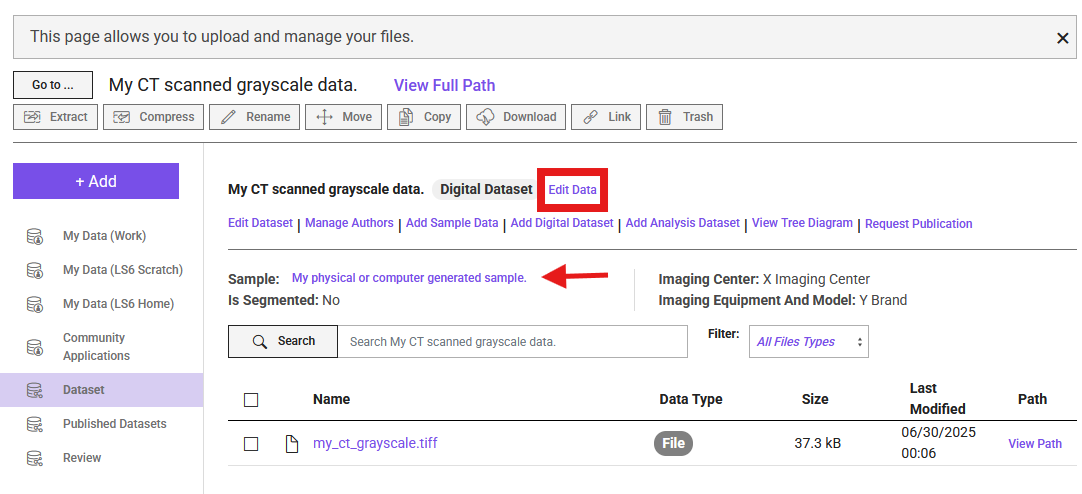 This page allows you to upload and manage your files.
Go to ... My CT scanned grayscale data. View Full Path
Extract Compress Rename Move Copy Download Link Trash
+ Add
My Data (Work)
My Data (LS6 Scratch)
My Data (LS6 Home)
Community
Applications
Dataset
Published Datasets
Review
My CT scanned grayscale data. Digital Dataset Edit Data
Edit Dataset | Manage Authors | Add Sample Data | Add Digital Dataset | Add Analysis Dataset | View Tree Diagram | Request Publication
Sample: My physical or computer generated sample.
Is Segmented: No
Imaging Center: X Imaging Center
Imaging Equipment And Model: Y Brand
Search Search My CT scanned grayscale data. Filter: All Files Types
Name Data Type Size Last Modified Path
my_ct_grayscale.tiff File 37.3 kB 06/30/2025 00:06 View Path